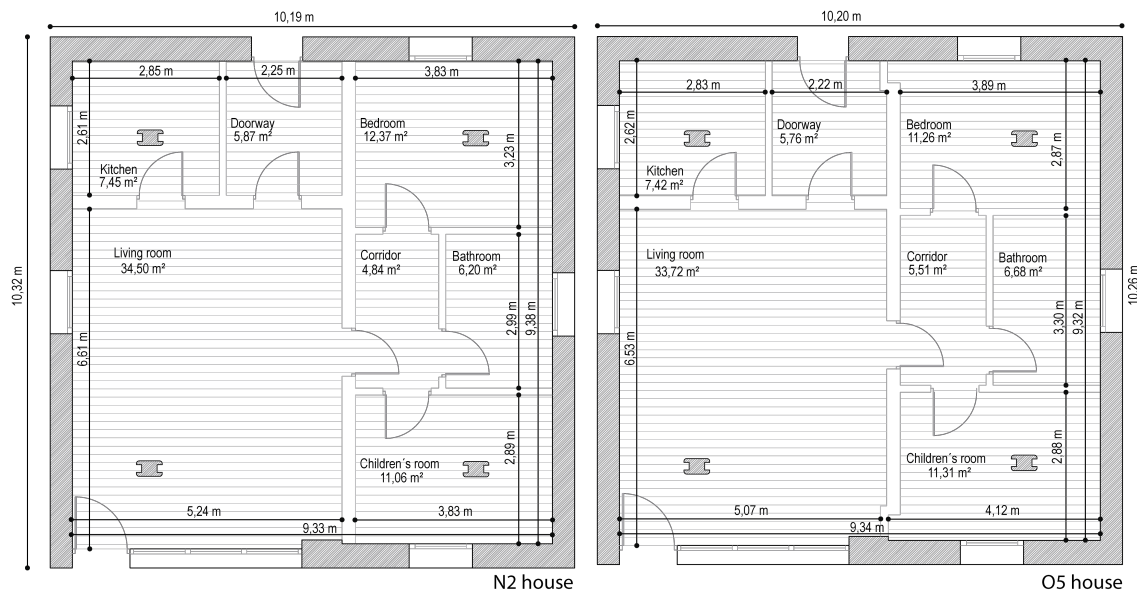 10,19 m
2,85 m
2,25 m
3,83 m
2,61 m
Doorway
5,87 m²
Bedroom
12,37 m²
3,23 m
Kitchen
7,45 m²
Living room
34,50 m²
Corridor
4,84 m²
Bathroom
6,20 m²
10,32 m
2,99 m
9,38 m
6,61 m
2,89 m
Children´s room
11,06 m²
5,24 m
3,83 m
9,33 m
N2 house
10,20 m
2,83 m
2,22 m
3,89 m
2,62 m
Doorway
5,76 m²
Bedroom
11,26 m²
2,87 m
Kitchen
7,42 m²
Living room
33,72 m²
Corridor
5,51 m²
Bathroom
6,68 m²
10,26 m
3,30 m
9,32 m
6,53 m
2,88 m
Children´s room
11,31 m²
5,07 m
4,12 m
9,34 m
O5 house